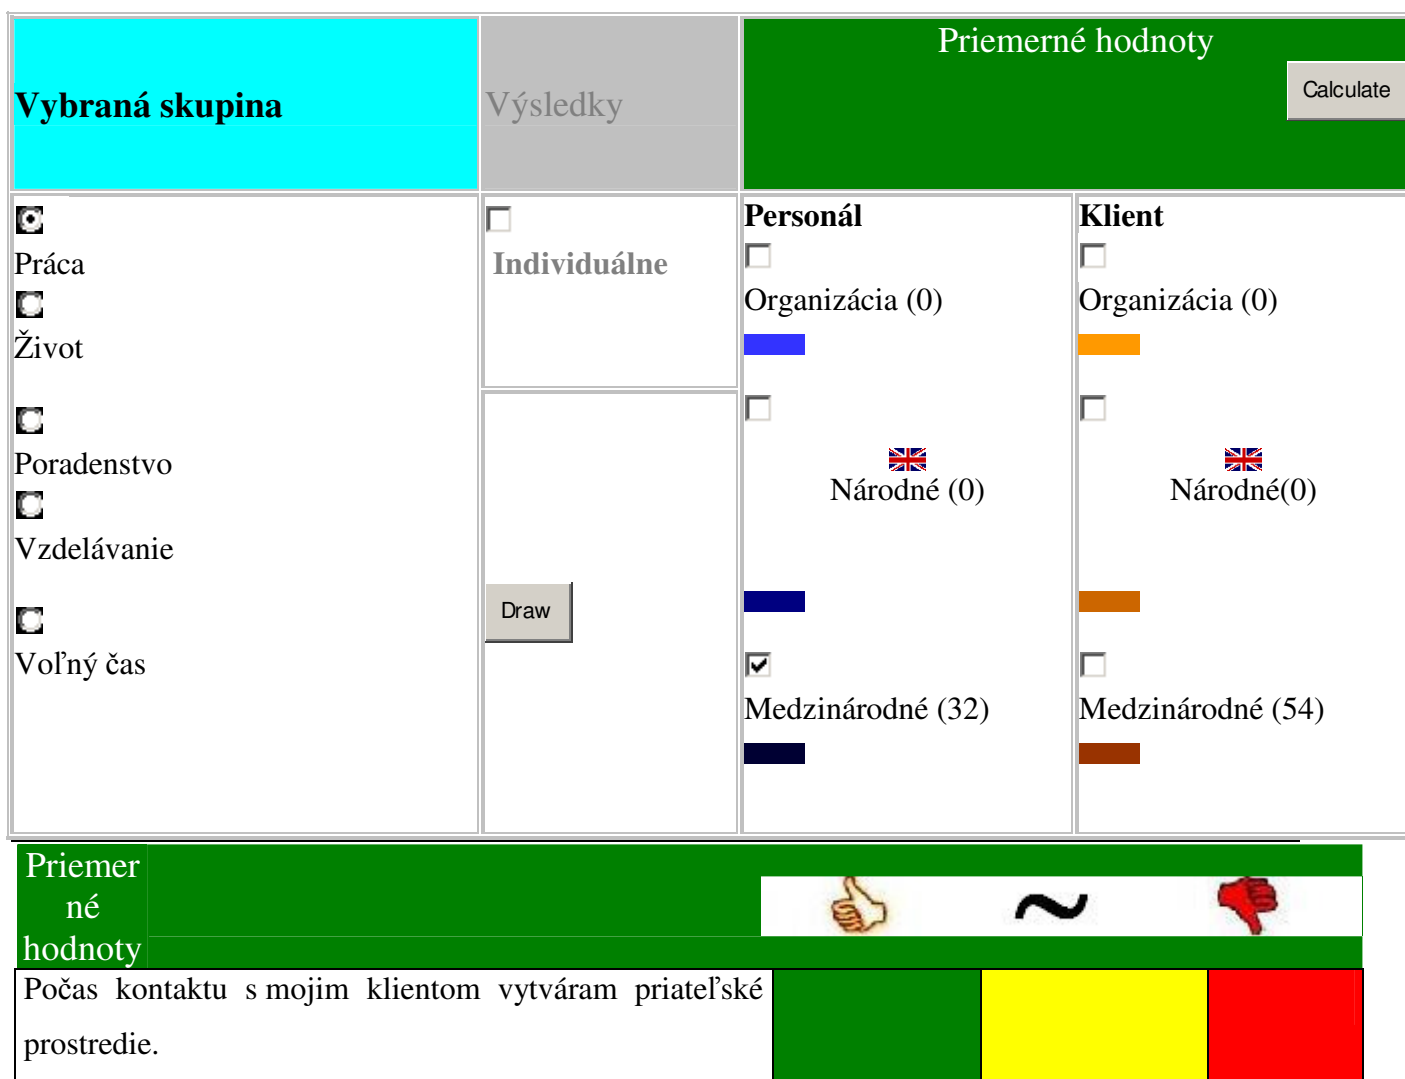 Vybraná skupina
Výsledky
Priemerné hodnoty
Calculate
Práca
Život
Poradenstvo
Vzdelávanie
Voľný čas
Individuálne
Draw
Personál
Organizácia (0)
Národné (0)
Medzinárodné (32)
Klient
Organizácia (0)
Národné(0)
Medzinárodné (54)
Priemer
né
hodnoty
~
Počas kontaktu s mojim klientom vytváram priateľské
prostredie.